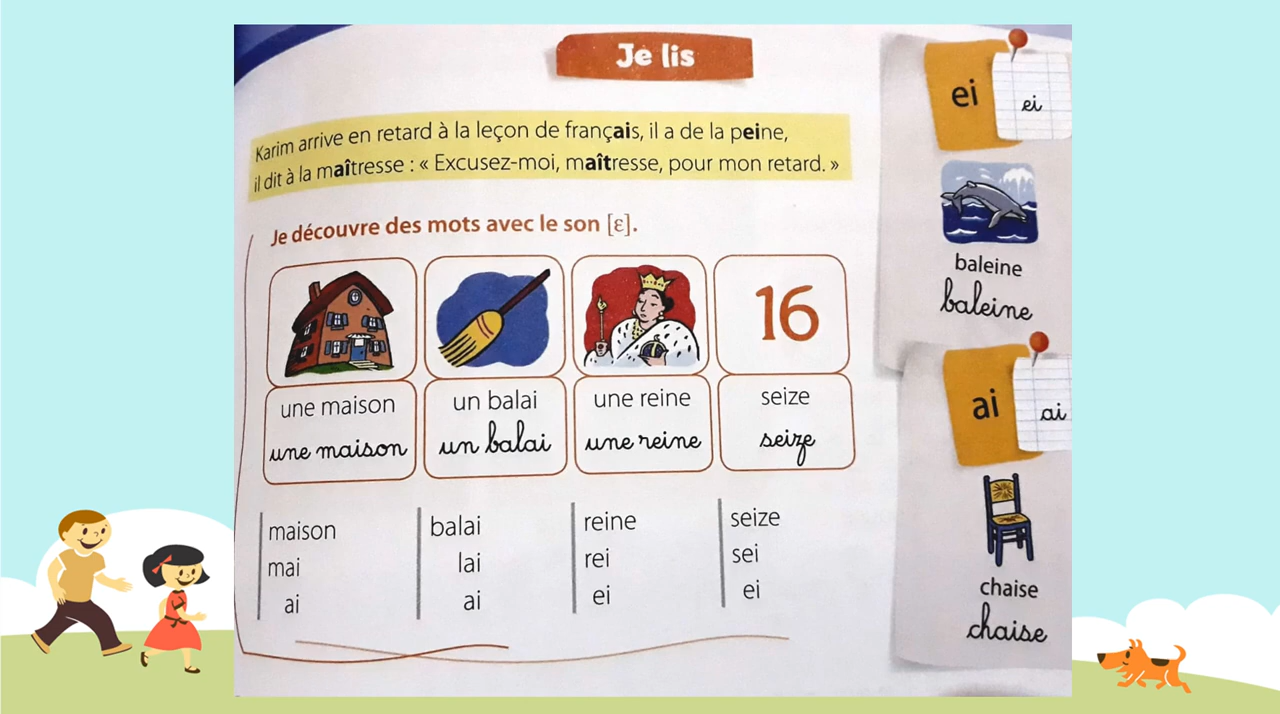 Je lis
Karim arrive en retard à la leçon de français, il a de la peine,
il dit à la maîtresse : « Excusez-moi, maîtresse, pour mon retard. »
Je découvre des mots avec le son [ɛ].
16
une maison
une maison
un balai
un balai
une reine
une reine
seize
seize
maison
mai
ai
balai
lai
ai
reine
rei
ei
seize
sei
ei
ei
ei
baleine
baleine
ai
ai
chaise
chaise